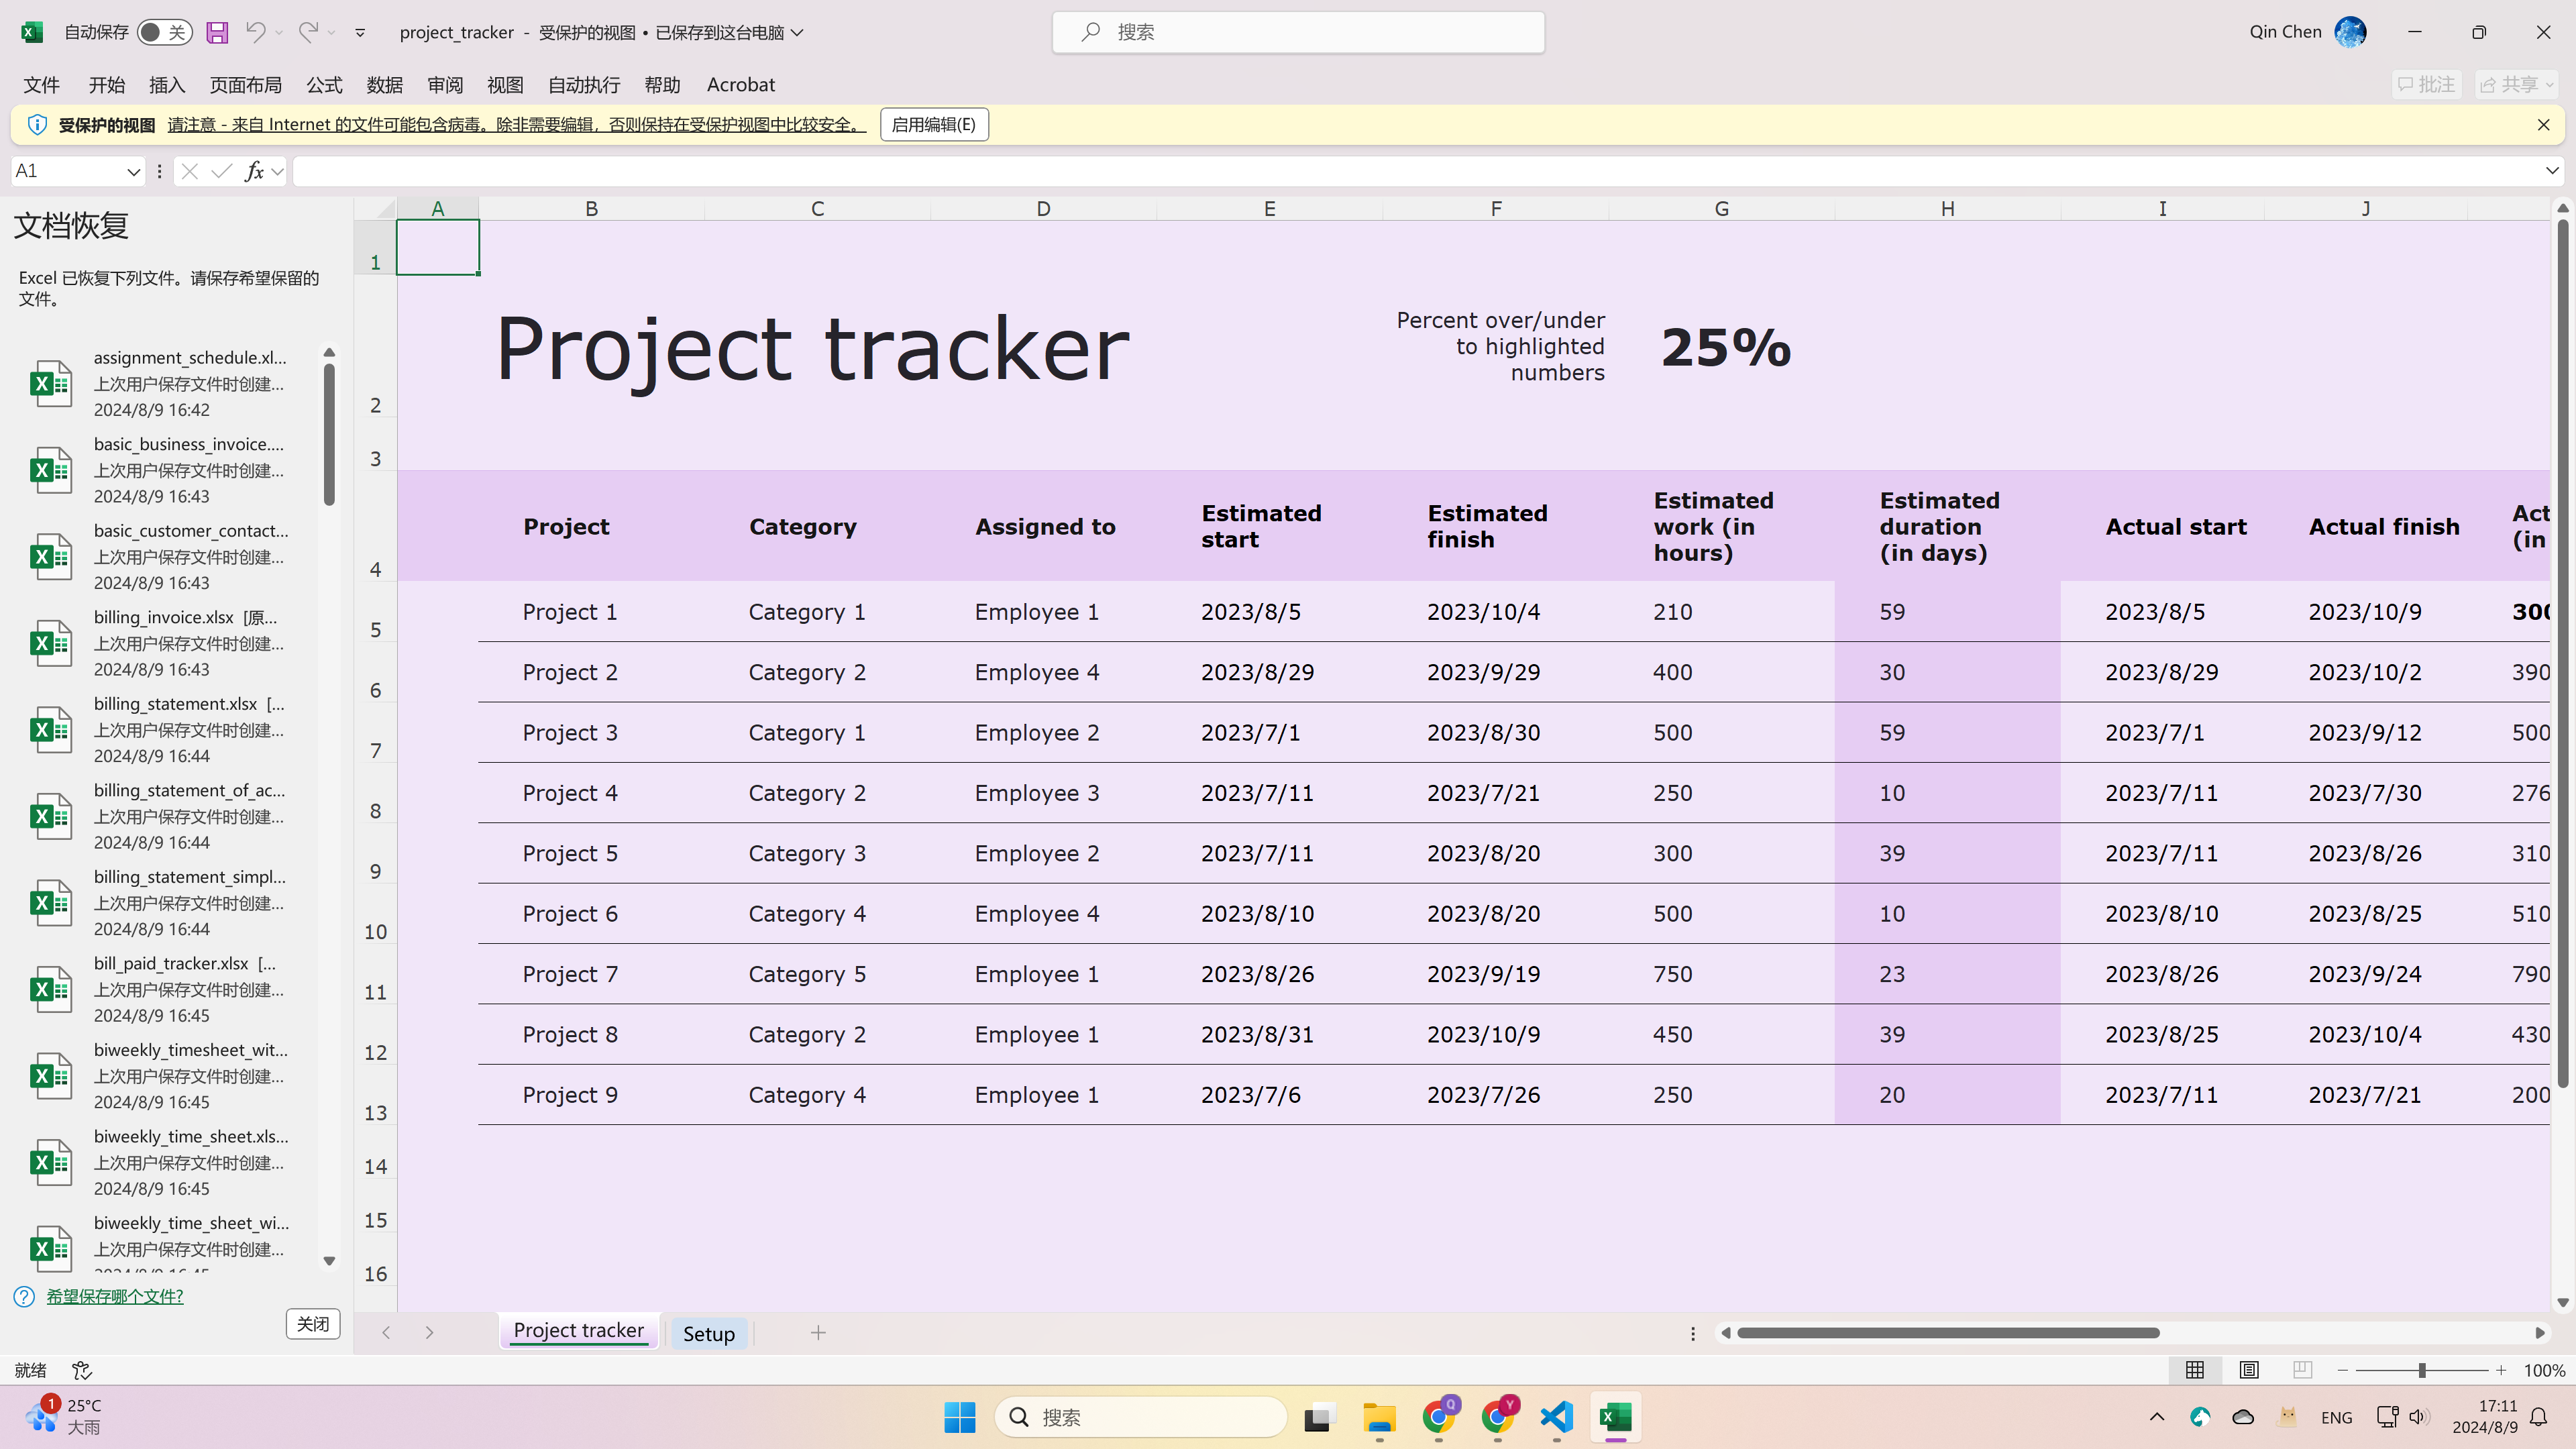 自动保存 关 project_tracker - 受保护的视图 • 已保存到这台电脑 搜索 Qin Chen
文件 开始 插入 页面布局 公式 数据 审阅 视图 自动执行 帮助 Acrobat 批注 共享
受保护的视图 请注意 - 来自 Internet 的文件可能包含病毒。除非需要编辑，否则保持在受保护视图中比较安全。 启用编辑(E)
A1 fx
文档恢复
Excel 已恢复下列文件。请保存希望保留的
文件。
assignment_schedule.xl...
上次用户保存文件时创建...
2024/8/9 16:42
basic_business_invoice....
上次用户保存文件时创建...
2024/8/9 16:43
basic_customer_contact...
上次用户保存文件时创建...
2024/8/9 16:43
billing_invoice.xlsx [原...
上次用户保存文件时创建...
2024/8/9 16:43
billing_statement.xlsx [...
上次用户保存文件时创建...
2024/8/9 16:44
billing_statement_of_ac...
上次用户保存文件时创建...
2024/8/9 16:44
billing_statement_simpl...
上次用户保存文件时创建...
2024/8/9 16:44
bill_paid_tracker.xlsx [...
上次用户保存文件时创建...
2024/8/9 16:45
biweekly_timesheet_wit...
上次用户保存文件时创建...
2024/8/9 16:45
biweekly_time_sheet.xls...
上次用户保存文件时创建...
2024/8/9 16:45
biweekly_time_sheet_wi...
上次用户保存文件时创建...
2024/8/9 16:45
希望保存哪个文件?
关闭
A B C D E F G H I J
1
2 Project tracker Percent over/under to highlighted numbers 25%
3
4 Project Category Assigned to Estimated start Estimated finish Estimated work (in hours) Estimated duration (in days) Actual start Actual finish Act (in
5 Project 1 Category 1 Employee 1 2023/8/5 2023/10/4 210 59 2023/8/5 2023/10/9 300
6 Project 2 Category 2 Employee 4 2023/8/29 2023/9/29 400 30 2023/8/29 2023/10/2 390
7 Project 3 Category 1 Employee 2 2023/7/1 2023/8/30 500 59 2023/7/1 2023/9/12 500
8 Project 4 Category 2 Employee 3 2023/7/11 2023/7/21 250 10 2023/7/11 2023/7/30 276
9 Project 5 Category 3 Employee 2 2023/7/11 2023/8/20 300 39 2023/7/11 2023/8/26 310
10 Project 6 Category 4 Employee 4 2023/8/10 2023/8/20 500 10 2023/8/10 2023/8/25 510
11 Project 7 Category 5 Employee 1 2023/8/26 2023/9/19 750 23 2023/8/26 2023/9/24 790
12 Project 8 Category 2 Employee 1 2023/8/31 2023/10/9 450 39 2023/8/25 2023/10/4 430
13 Project 9 Category 4 Employee 1 2023/7/6 2023/7/26 250 20 2023/7/11 2023/7/21 200
14
15
16
Project tracker Setup
就绪 100%
1 25°C
大雨
搜索
Q Y
ENG
17:11
2024/8/9